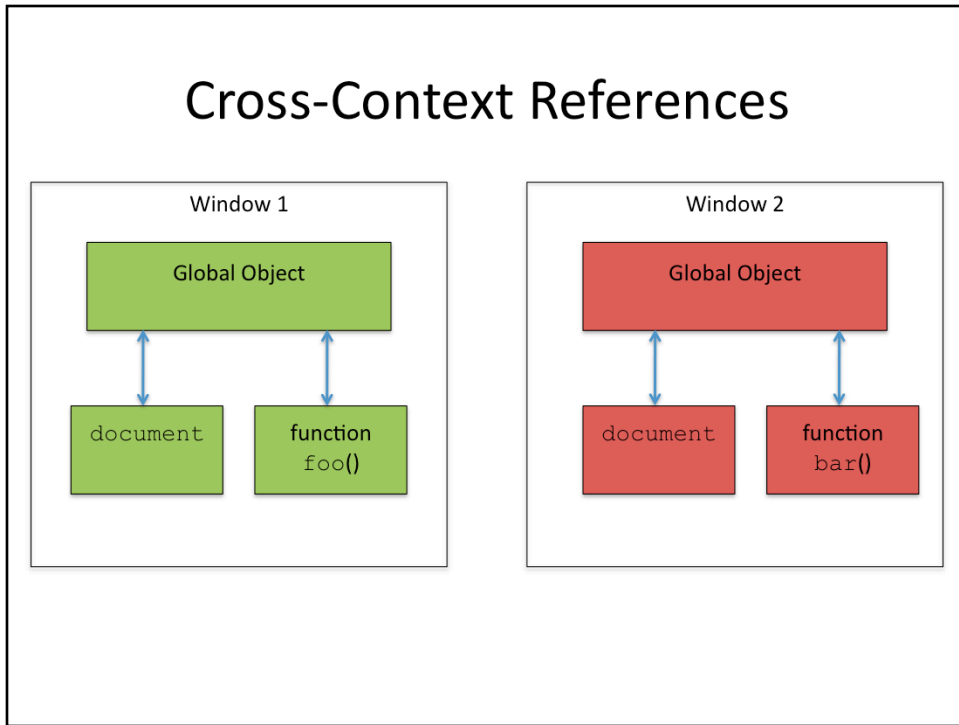 Cross-Context References
Window 1
Global Object
document
function
foo()
Window 2
Global Object
document
function
bar()